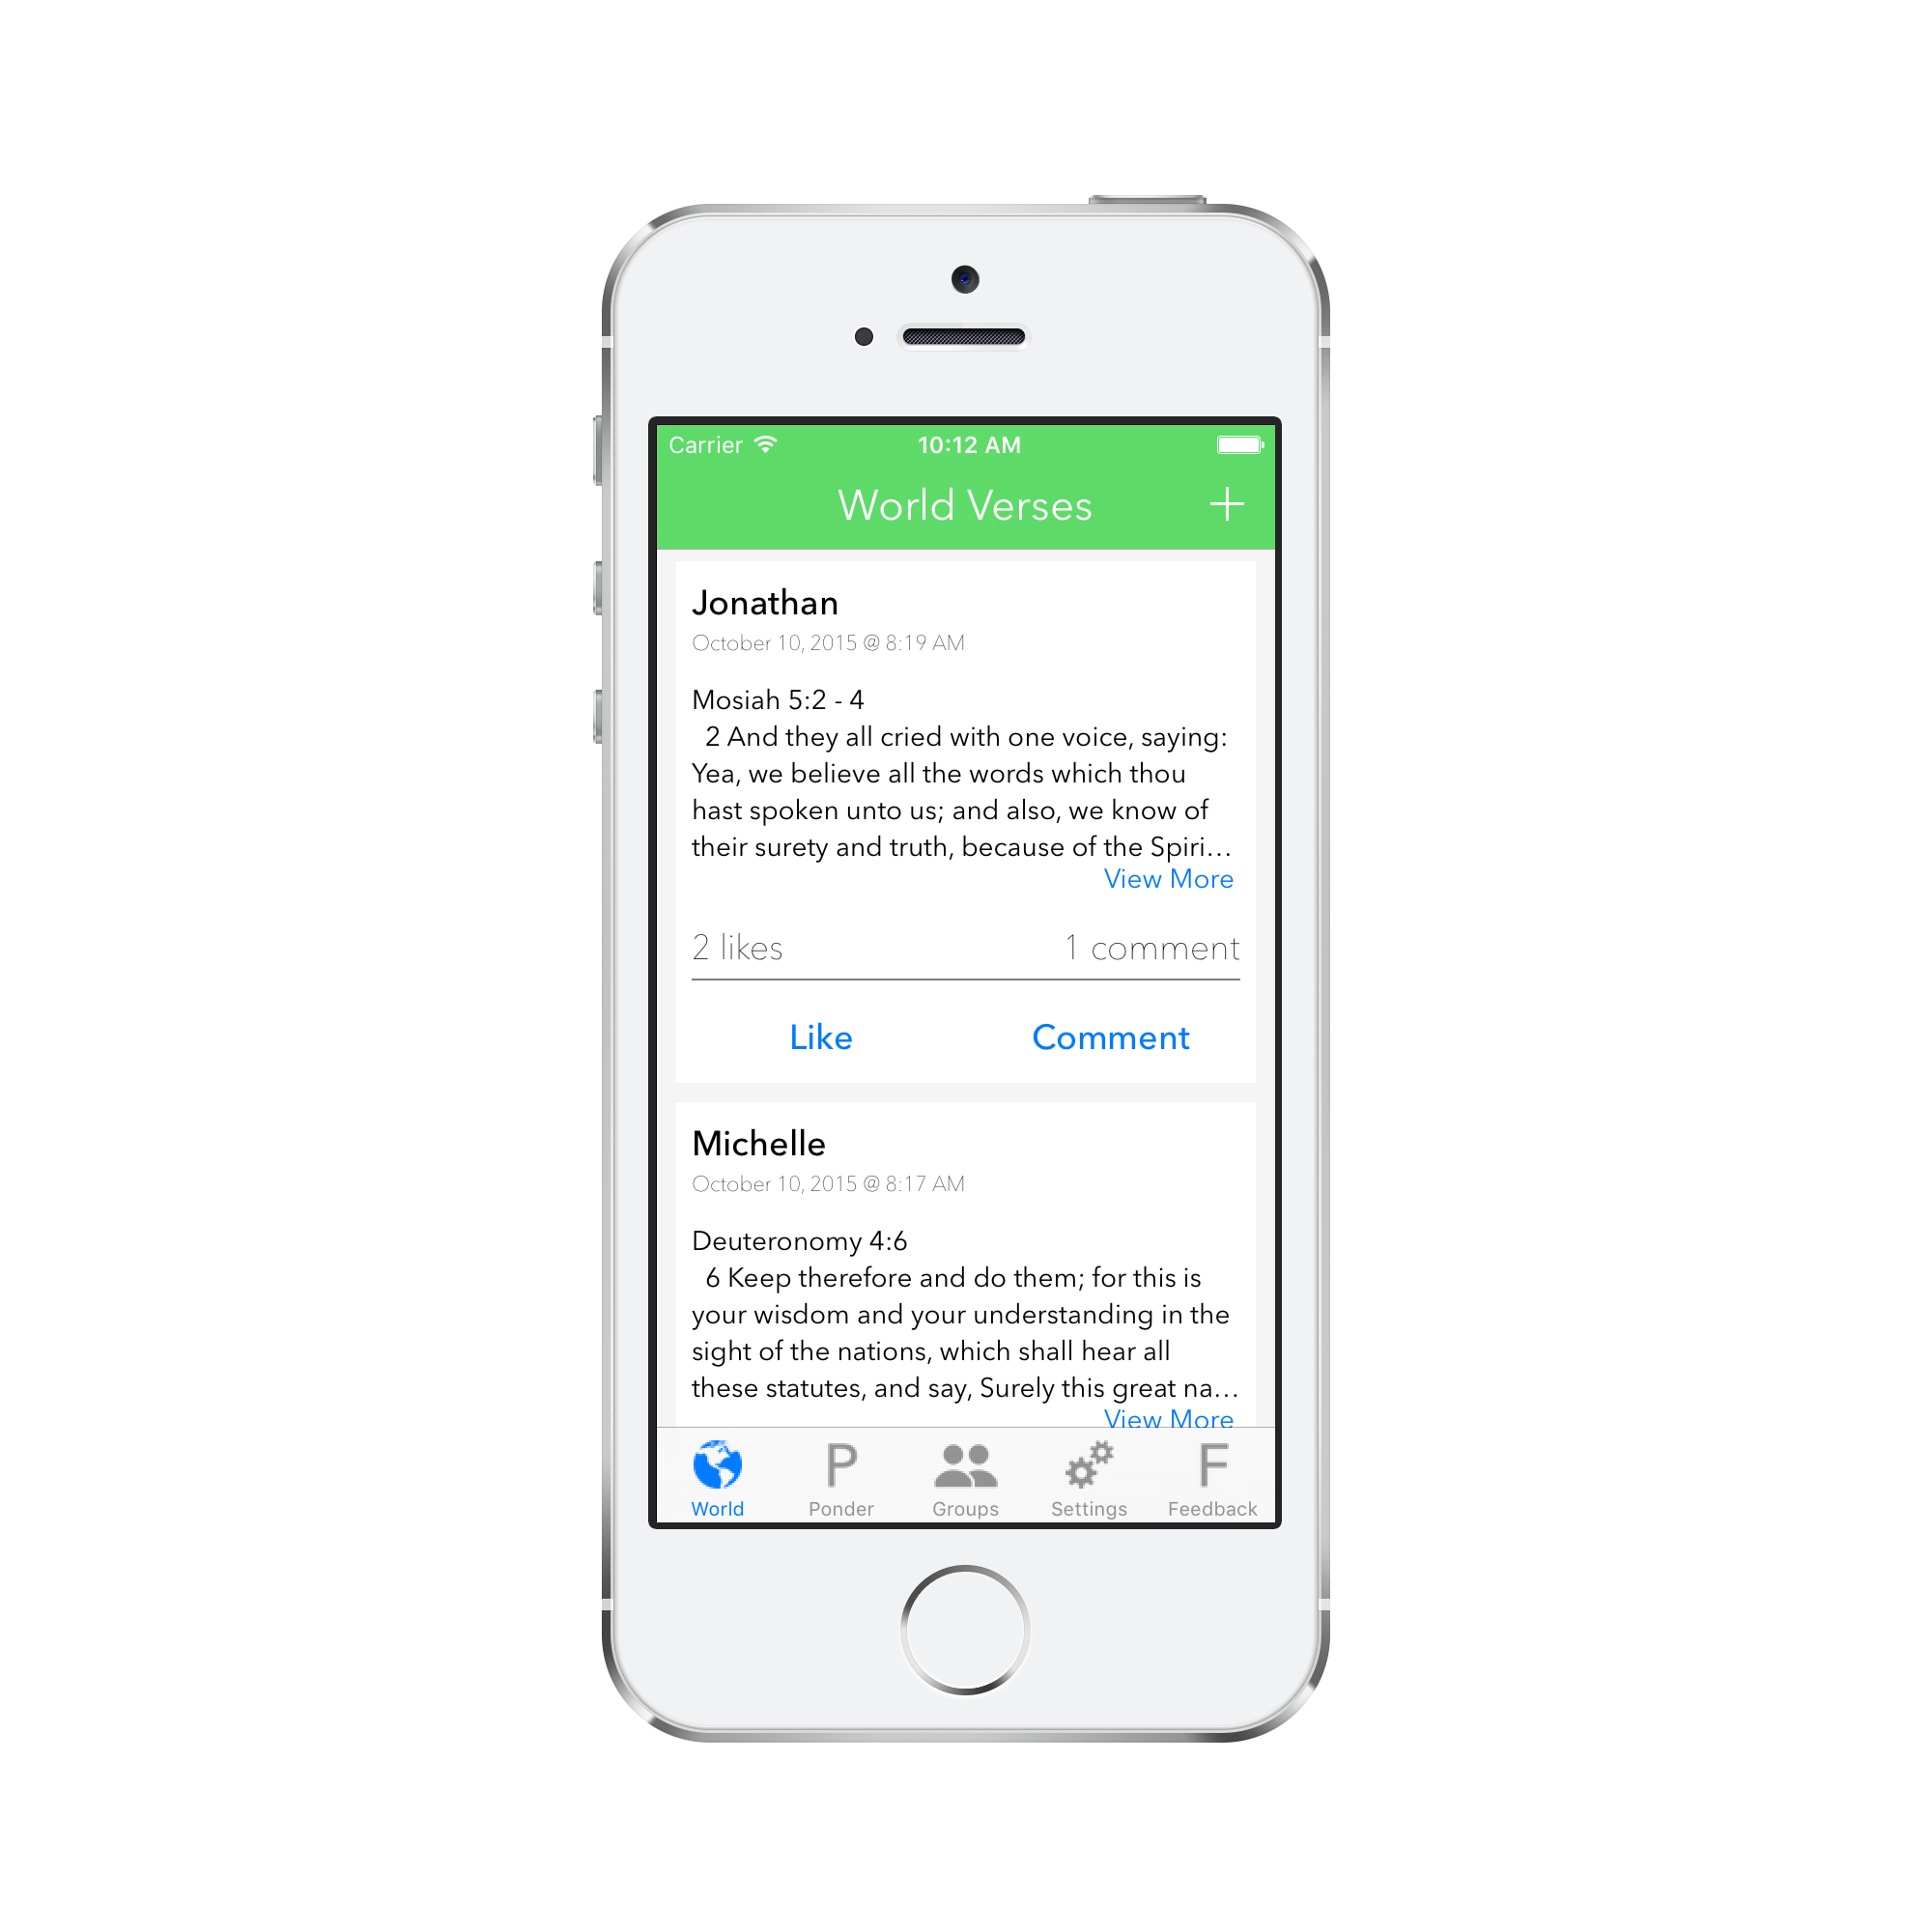 Carrier 10:12 AM
World Verses +
Jonathan
October 10, 2015 @ 8:19 AM
Mosiah 5:2 - 4
2 And they all cried with one voice, saying:
Yea, we believe all the words which thou
hast spoken unto us; and also, we know of
their surety and truth, because of the Spiri…
View More
2 likes 1 comment
Like Comment
Michelle
October 10, 2015 @ 8:17 AM
Deuteronomy 4:6
6 Keep therefore and do them; for this is
your wisdom and your understanding in the
sight of the nations, which shall hear all
these statutes, and say, Surely this great na…
View More
P F
World Ponder Groups Settings Feedback